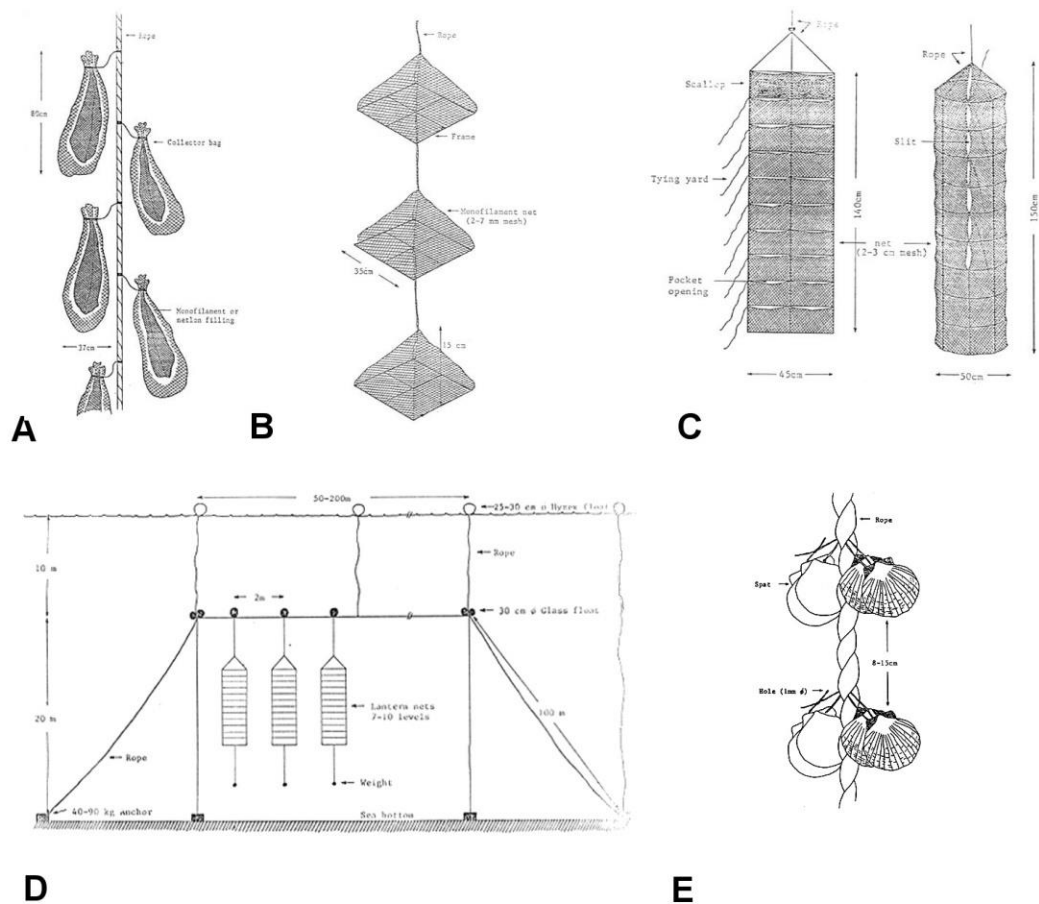 Rope
80cm
Collector bag
Monofilament or
netlon filling
37cm
A
Rope
Frame
Monofilament net
(2-7 mm mesh)
35cm
15 cm
B
Rope
Scallop
Tying yard
Pocket
opening
140cm
45cm
net
(2-3 cm mesh)
Rope
Slit
150cm
50cm
C
50-200m
25-30 cm ø Hyzex float
10 m
Rope
2m
30 cm ø Glass float
20 m
Lantern nets
7-10 levels
100 m
Rope
Weight
40-90 kg anchor
Sea bottom
D
Rope
Spat
8-15cm
Hole (1mm ø)
E